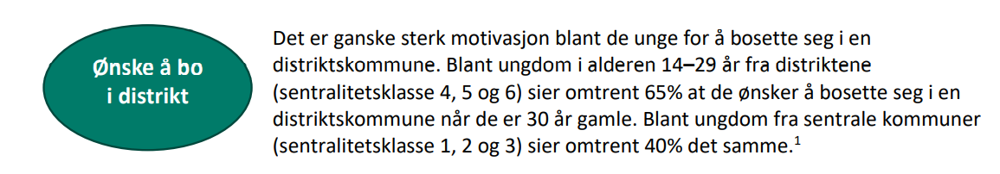 Ønske å bo
i distrikt
Det er ganske sterk motivasjon blant de unge for å bosette seg i en
distriktskommune. Blant ungdom i alderen 14–29 år fra distriktene
(sentralitetsklasse 4, 5 og 6) sier omtrent 65% at de ønsker å bosette seg i en
distriktskommune når de er 30 år gamle. Blant ungdom fra sentrale kommuner
(sentralitetsklasse 1, 2 og 3) sier omtrent 40% det samme.¹